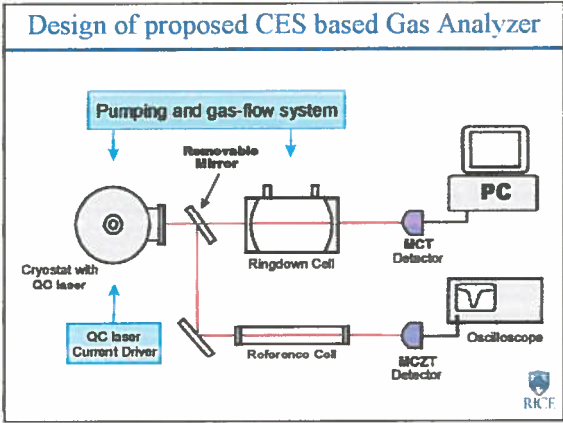 Design of proposed CES based Gas Analyzer
Pumping and gas-flow system
Removable
Mirror
PC
MCT
Detector
Ringdown Cell
Cryostat with
QC laser
QC laser
Current Driver
Reference Cell
MCZT
Detector
Oscilloscope
RICE